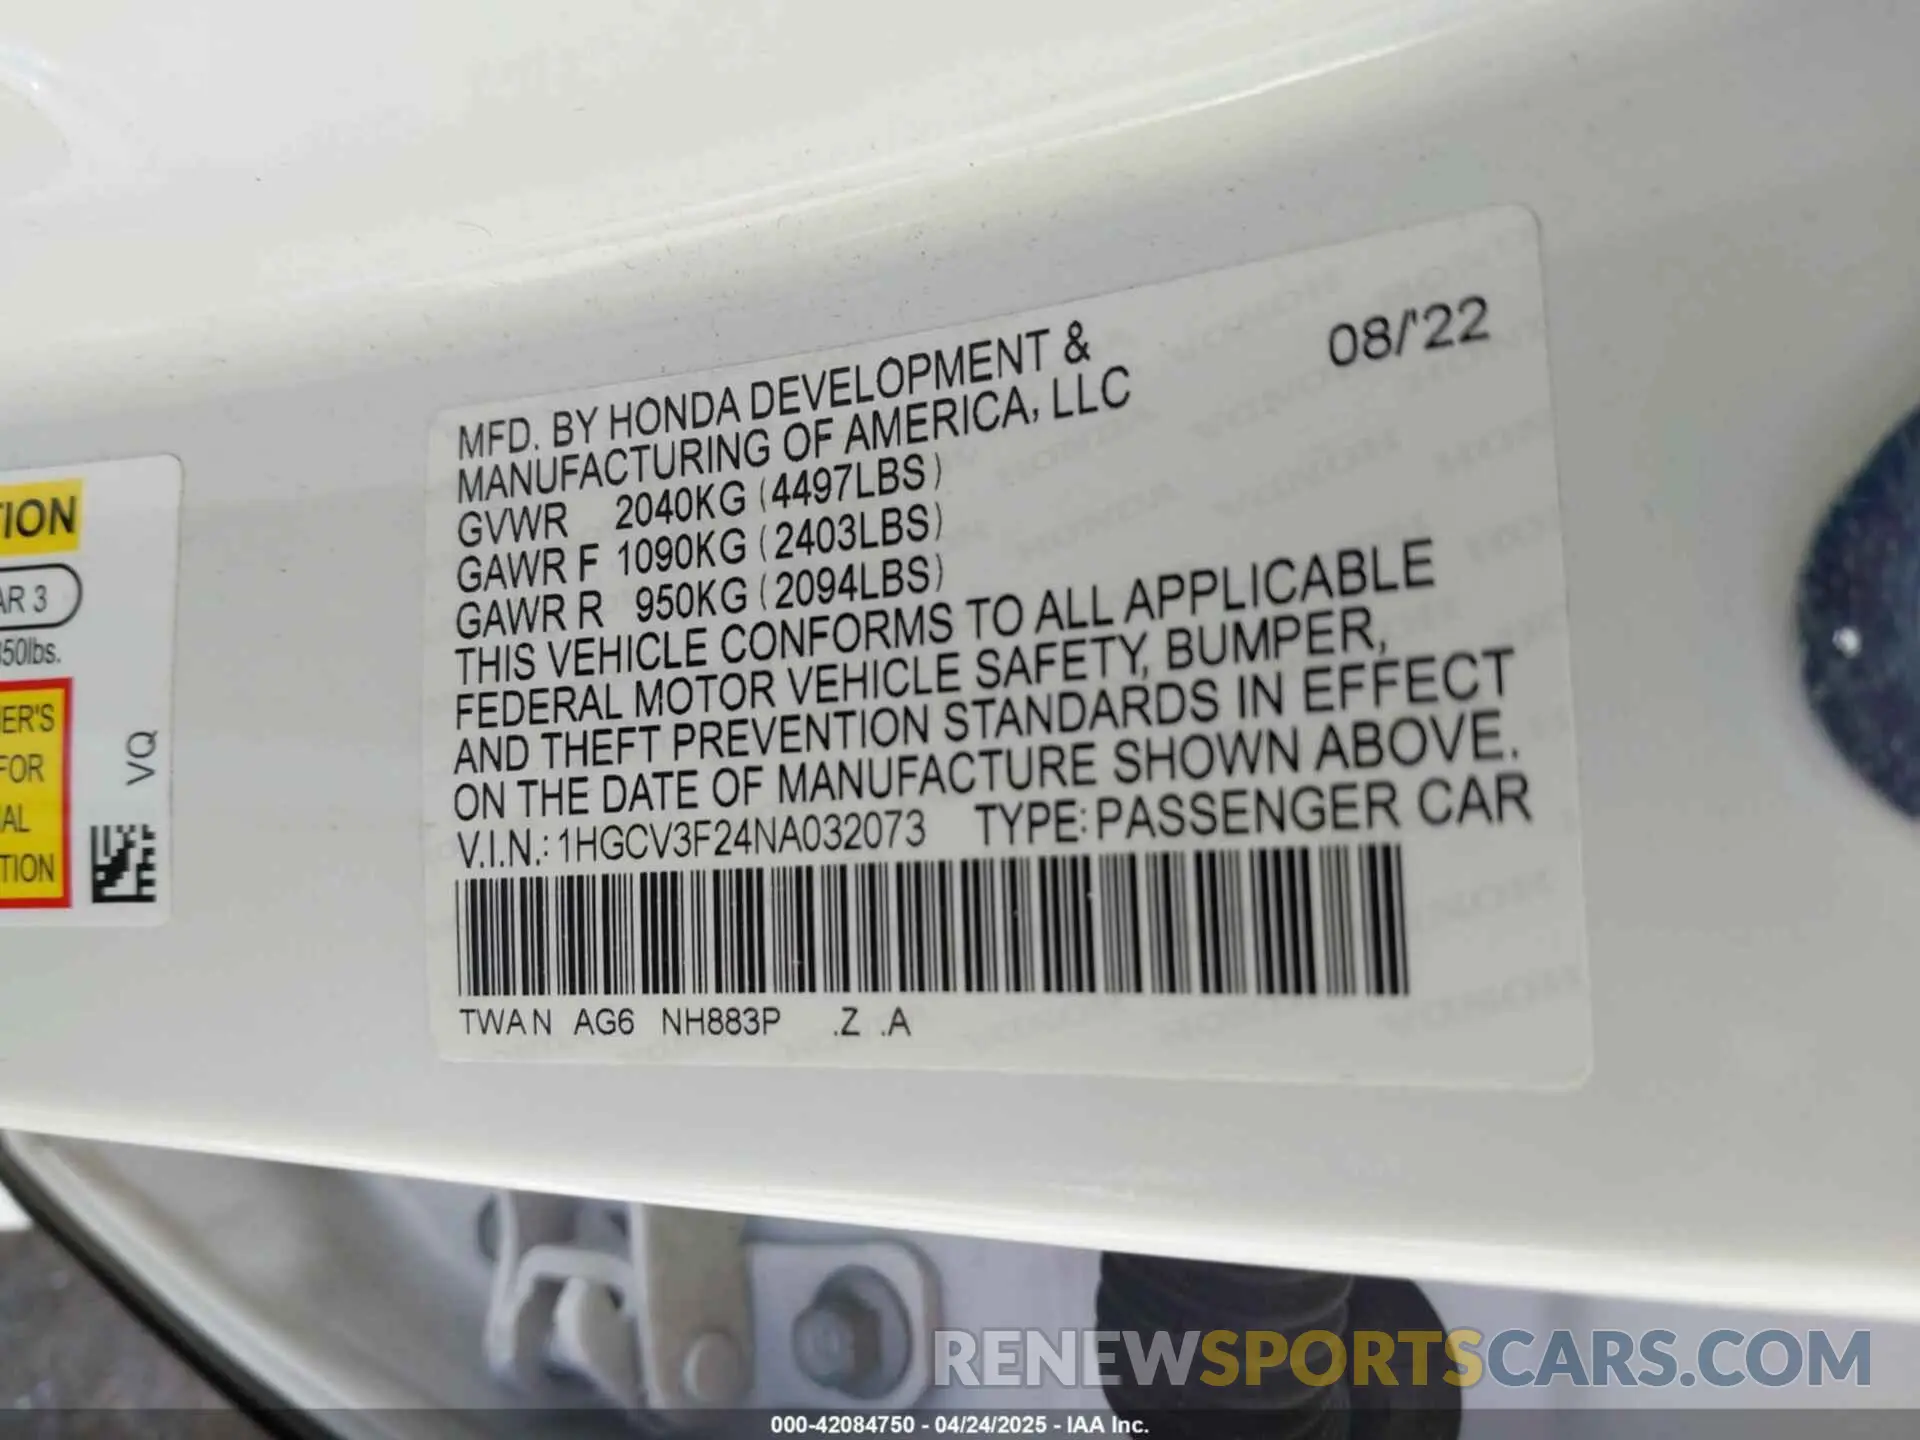 08/'22
MFD. BY HONDA DEVELOPMENT &
MANUFACTURING OF AMERICA, LLC
GVWR 2040KG (4497LBS)
GAWR F 1090KG (2403LBS)
GAWR R 950KG (2094LBS)
THIS VEHICLE CONFORMS TO ALL APPLICABLE
FEDERAL MOTOR VEHICLE SAFETY, BUMPER,
AND THEFT PREVENTION STANDARDS IN EFFECT
ON THE DATE OF MANUFACTURE SHOWN ABOVE.
V.I.N.: 1HGCV3F24NA032073 TYPE: PASSENGER CAR
TWAN AG6 NH883P .Z .A
TION
AR 3
50lbs.
ER'S
FOR
AL
TION
VQ
RENEWSPORTSCARS.COM
000-42084750 - 04/24/2025 - IAA Inc.